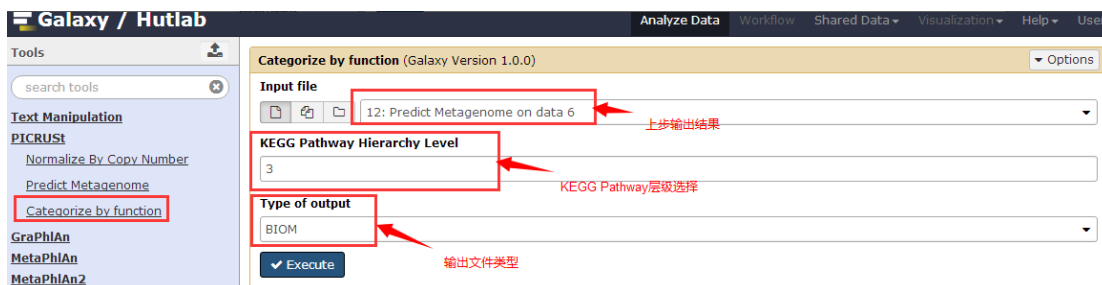 Galaxy / Hutlab
Analyze Data Workflow Shared Data Visualization Help User
Tools
search tools
Text Manipulation
PICRUSt
Normalize By Copy Number
Predict Metagenome
Categorize by function
GraPhlAn
MetaPhlAn
MetaPhlAn2
Categorize by function (Galaxy Version 1.0.0)
Options
Input file
12: Predict Metagenome on data 6
上步输出结果
KEGG Pathway Hierarchy Level
3
KEGG Pathway层级选择
Type of output
BIOM
输出文件类型
Execute